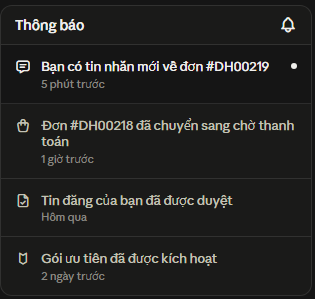 Thông báo
Bạn có tin nhắn mới về đơn #DH00219
5 phút trước
Đơn #DH00218 đã chuyển sang chờ thanh
toán
1 giờ trước
Tin đăng của bạn đã được duyệt
Hôm qua
Gói ưu tiên đã được kích hoạt
2 ngày trước